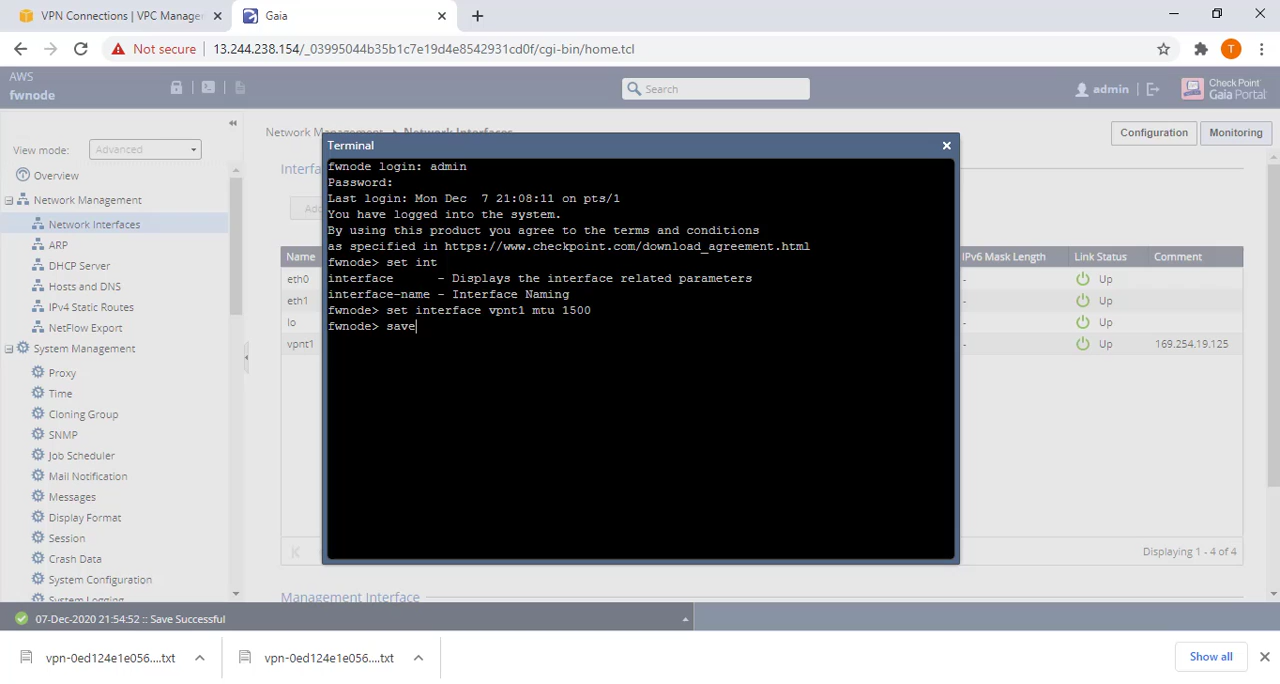 VPN Connections | VPC Manage
Gaia
Not secure
13.244.238.154/_03995044b35b1c7e19d4e8542931cd0f/cgi-bin/home.tcl
T
AWS
fwnode
Search
admin
Check Point
Gaia Portal
View mode:
Advanced
Network Management
Network Interfaces
Configuration
Monitoring
Overview
Network Management
Network Interfaces
ARP
DHCP Server
Hosts and DNS
IPv4 Static Routes
NetFlow Export
System Management
Proxy
Time
Cloning Group
SNMP
Job Scheduler
Mail Notification
Messages
Display Format
Session
Crash Data
System Configuration
System Logging
Interfa
Ad
Name
IPv6 Mask Length
Link Status
Comment
eth0
-
Up
eth1
-
Up
lo
-
Up
vpnt1
-
Up
169.254.19.125
Displaying 1 - 4 of 4
Management Interface
Terminal
fwnode login: admin
Password:
Last login: Mon Dec  7 21:08:11 on pts/1
You have logged into the system.
By using this product you agree to the terms and conditions
as specified in https://www.checkpoint.com/download_agreement.html
fwnode> set int
interface      - Displays the interface related parameters
interface-name - Interface Naming
fwnode> set interface vpnt1 mtu 1500
fwnode> save
07-Dec-2020 21:54:52 :: Save Successful
vpn-0ed124e1e056....txt
vpn-0ed124e1e056....txt
Show all